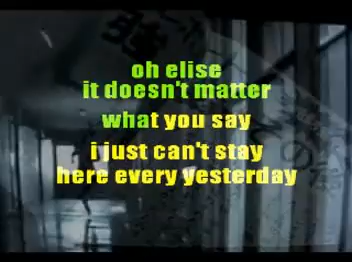 oh elise
it doesn't matter
what you say
i just can't stay
here every yesterday